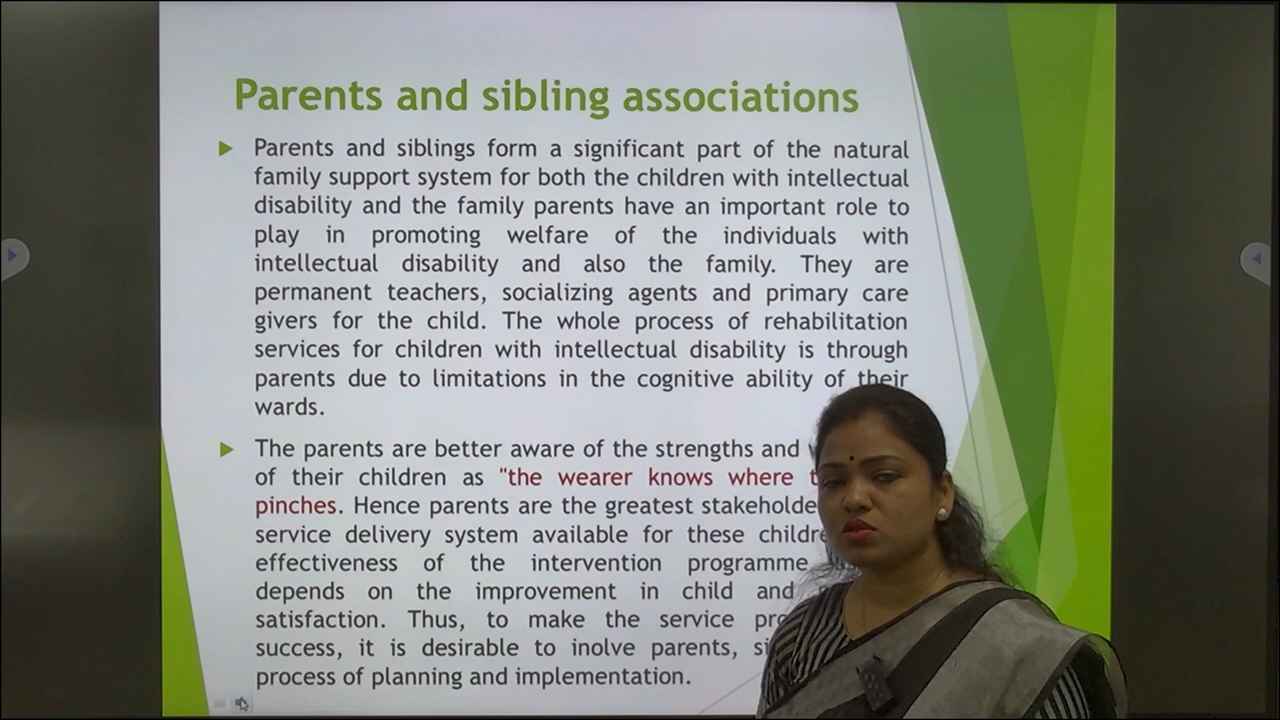 Parents and sibling associations
Parents and siblings form a significant part of the natural
family support system for both the children with intellectual
disability and the family parents have an important role to
play in promoting welfare of the individuals with
intellectual disability and also the family. They are
permanent teachers, socializing agents and primary care
givers for the child. The whole process of rehabilitation
services for children with intellectual disability is through
parents due to limitations in the cognitive ability of their
wards.
The parents are better aware of the strengths and
of their children as "the wearer knows where
pinches. Hence parents are the greatest
service delivery system available for these
effectiveness of the intervention programme
depends on the improvement in child and
satisfaction. Thus, to make the service
success, it is desirable to inolve parents,
process of planning and implementation.